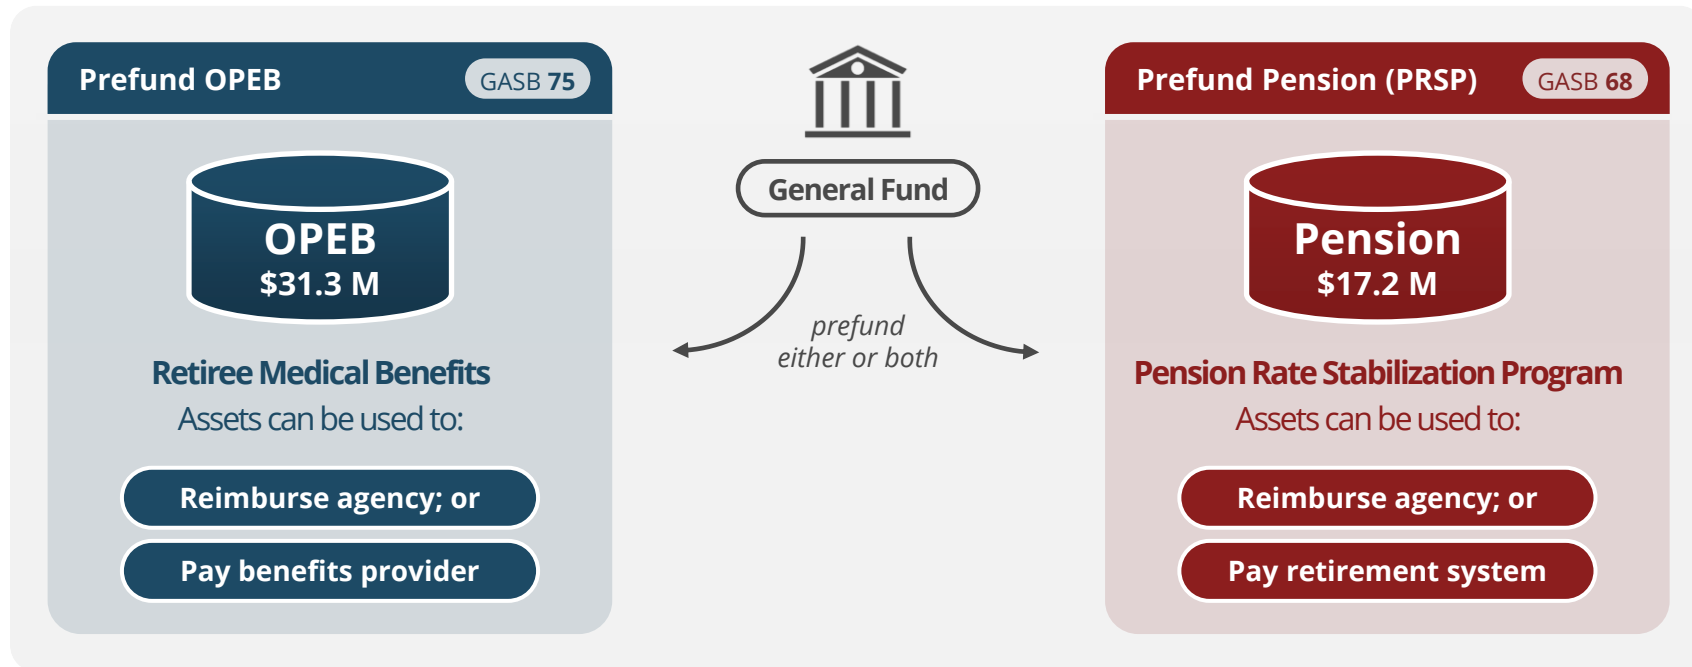 Prefund OPEB
GASB 75
OPEB
$31.3 M
Retiree Medical Benefits
Assets can be used to:
Reimburse agency; or
Pay benefits provider
General Fund
prefund
either or both
Prefund Pension (PRSP)
GASB 68
Pension
$17.2 M
Pension Rate Stabilization Program
Assets can be used to:
Reimburse agency; or
Pay retirement system